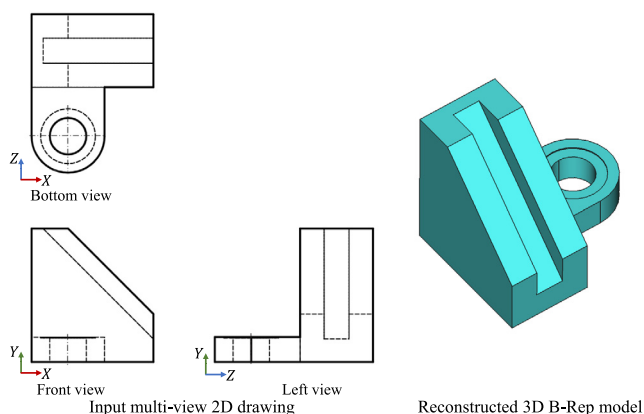 Z
X
Bottom view
Y
X
Front view
Y
Z
Left view
Input multi-view 2D drawing
Reconstructed 3D B-Rep model